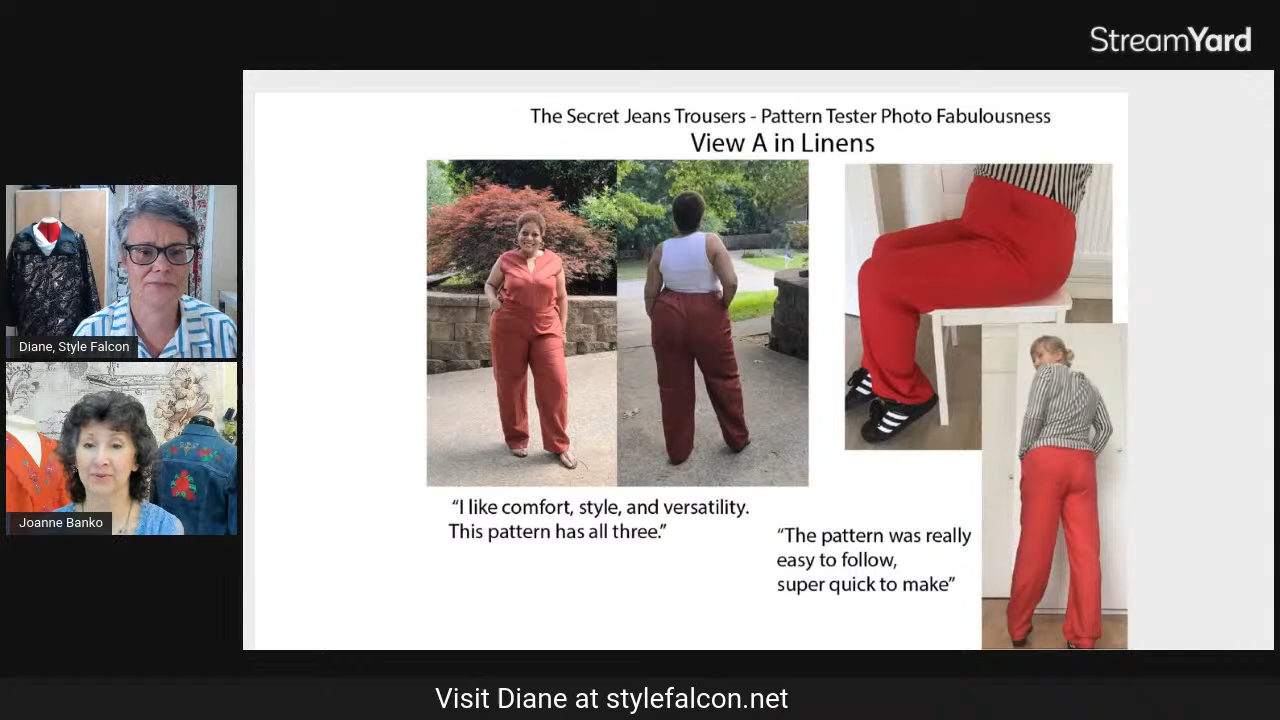 StreamYard
The Secret Jeans Trousers - Pattern Tester Photo Fabulousness
View A in Linens
Diane, Style Falcon
Joanne Banko
“I like comfort, style, and versatility.
This pattern has all three.”
“The pattern was really
easy to follow,
super quick to make”
Visit Diane at stylefalcon.net